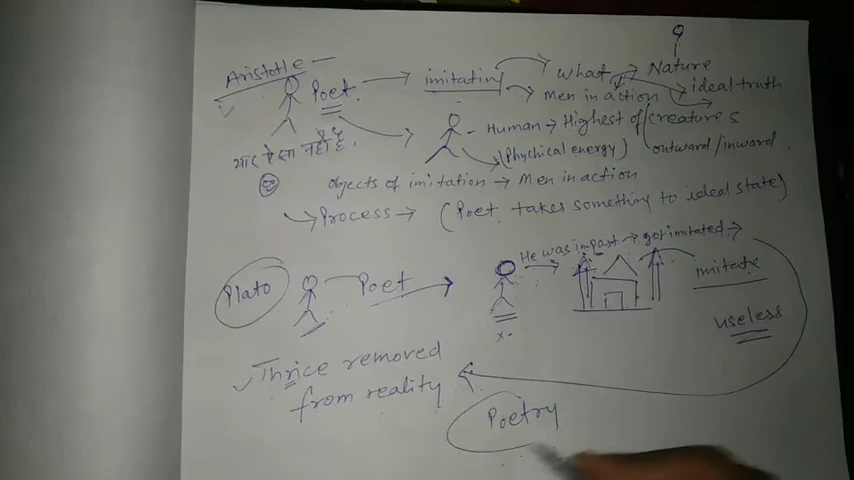 Aristotle —
Poet. → imitating → what → Nature
Men in action ideal truth
Human → Highest of creatures
(Phychical energy) outward/inward.
नहीं है.
objects of imitation → Men in action
↳ Process → (Poet takes something to ideal state)
He was in past → got imitated →
Plato Poet → imitate
useless
x-
✓ Thrice removed
from reality
Poetry